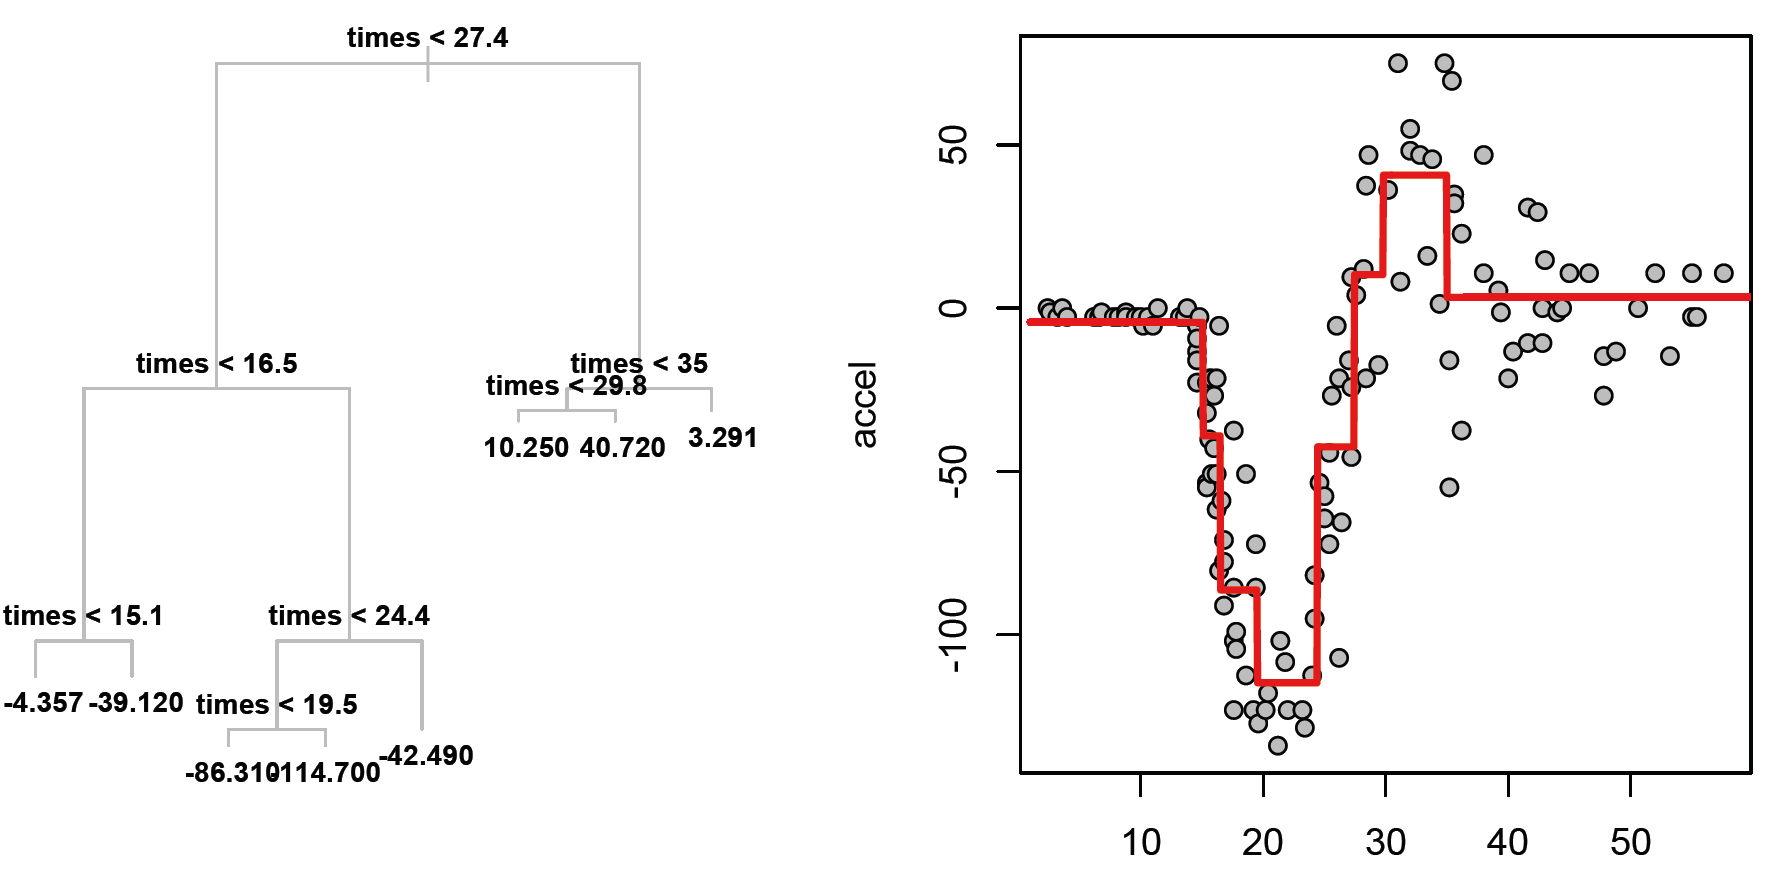 times < 27.4
times < 16.5
times < 35
times < 29.8
10.250 40.720 3.291
times < 15.1
times < 24.4
-4.357 -39.120
times < 19.5
-86.310 -114.700 -42.490
accel
50
0
-50
-100
10 20 30 40 50